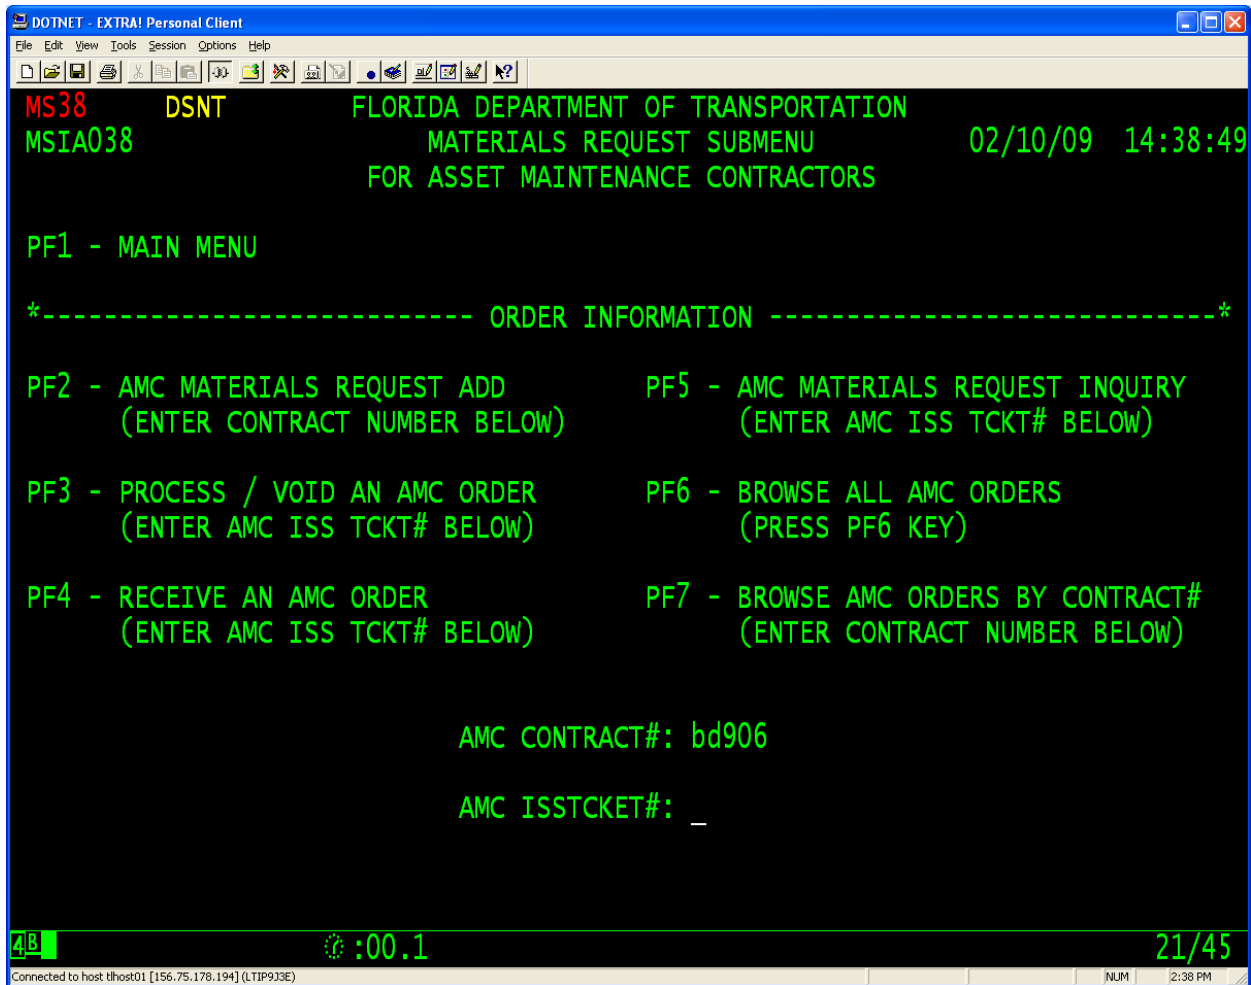 DOTNET - EXTRA! Personal Client
File Edit View Tools Session Options Help
MS38 DSNT FLORIDA DEPARTMENT OF TRANSPORTATION
MSIA038 MATERIALS REQUEST SUBMENU 02/10/09 14:38:49
FOR ASSET MAINTENANCE CONTRACTORS
PF1 - MAIN MENU
*---------------------------- ORDER INFORMATION -----------------------------*
PF2 - AMC MATERIALS REQUEST ADD PF5 - AMC MATERIALS REQUEST INQUIRY
(ENTER CONTRACT NUMBER BELOW) (ENTER AMC ISS TCKT# BELOW)
PF3 - PROCESS / VOID AN AMC ORDER PF6 - BROWSE ALL AMC ORDERS
(ENTER AMC ISS TCKT# BELOW) (PRESS PF6 KEY)
PF4 - RECEIVE AN AMC ORDER PF7 - BROWSE AMC ORDERS BY CONTRACT#
(ENTER AMC ISS TCKT# BELOW) (ENTER CONTRACT NUMBER BELOW)
AMC CONTRACT#: bd906
AMC ISSTCKET#: _
4B :00.1 21/45
Connected to host tlhost01 [156.75.178.194] (LTIP9J3E) NUM 2:38 PM